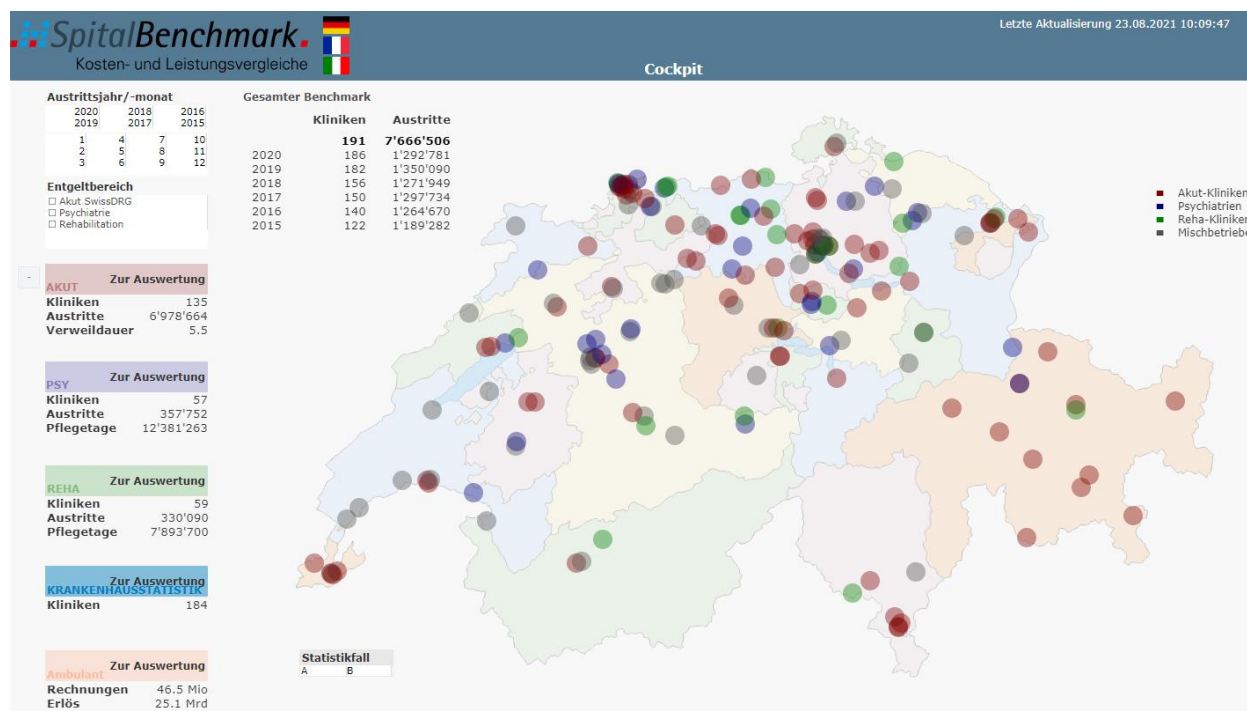 SpitalBenchmark.
Kosten- und Leistungsvergleiche
Letzte Aktualisierung 23.08.2021 10:09:47
Cockpit
Austrittsjahr/-monat
2020 2018 2016
2019 2017 2015
1 4 7 10
2 5 8 11
3 6 9 12
Entgeltbereich
Akut SwissDRG
Psychiatrie
Rehabilitation
Gesamter Benchmark
Kliniken Austritte
191 7'666'506
2020 186 1'292'781
2019 182 1'350'090
2018 156 1'271'949
2017 150 1'297'734
2016 140 1'264'670
2015 122 1'189'282
Akut-Kliniken
Psychiatrien
Reha-Kliniken
Mischbetriebe
-
Zur Auswertung
AKUT
Kliniken 135
Austritte 6'978'664
Verweildauer 5.5
Zur Auswertung
PSY
Kliniken 57
Austritte 357'752
Pflegetage 12'381'263
Zur Auswertung
REHA
Kliniken 59
Austritte 330'090
Pflegetage 7'893'700
Zur Auswertung
KRANKENHAUSSTATISTIK
Kliniken 184
Zur Auswertung
Ambulant
Rechnungen 46.5 Mio
Erlös 25.1 Mrd
Statistikfall
A B